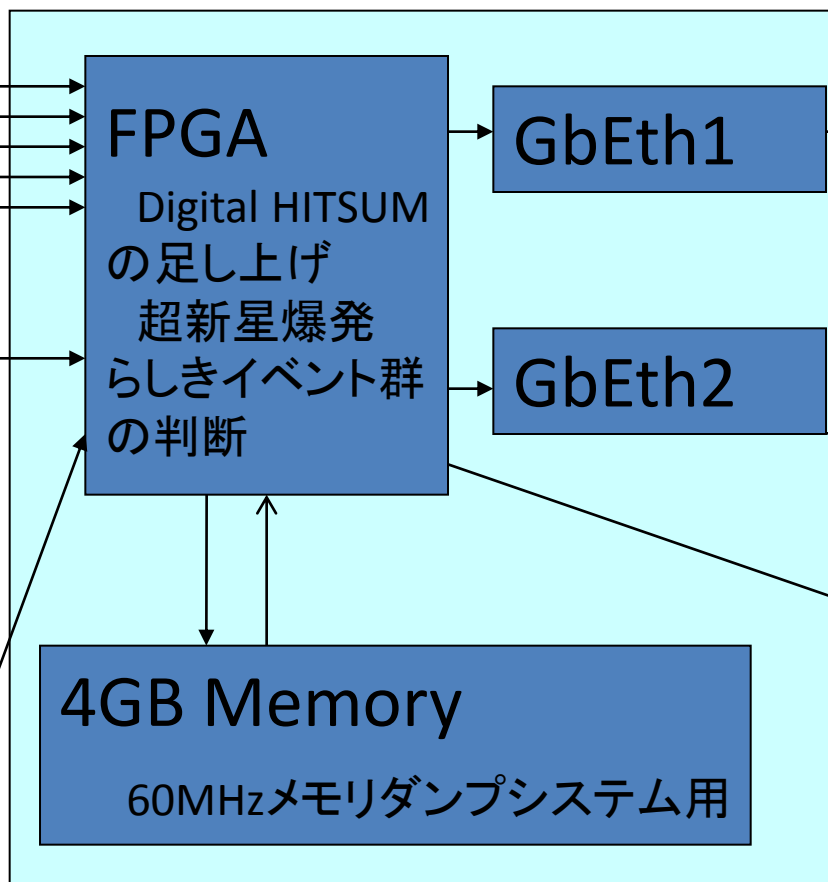 FPGA
Digital HITSUM
の足し上げ
超新星爆発
らしきイベント群
の判断
GbEth1
GbEth2
4GB Memory
60MHzメモリダンプシステム用